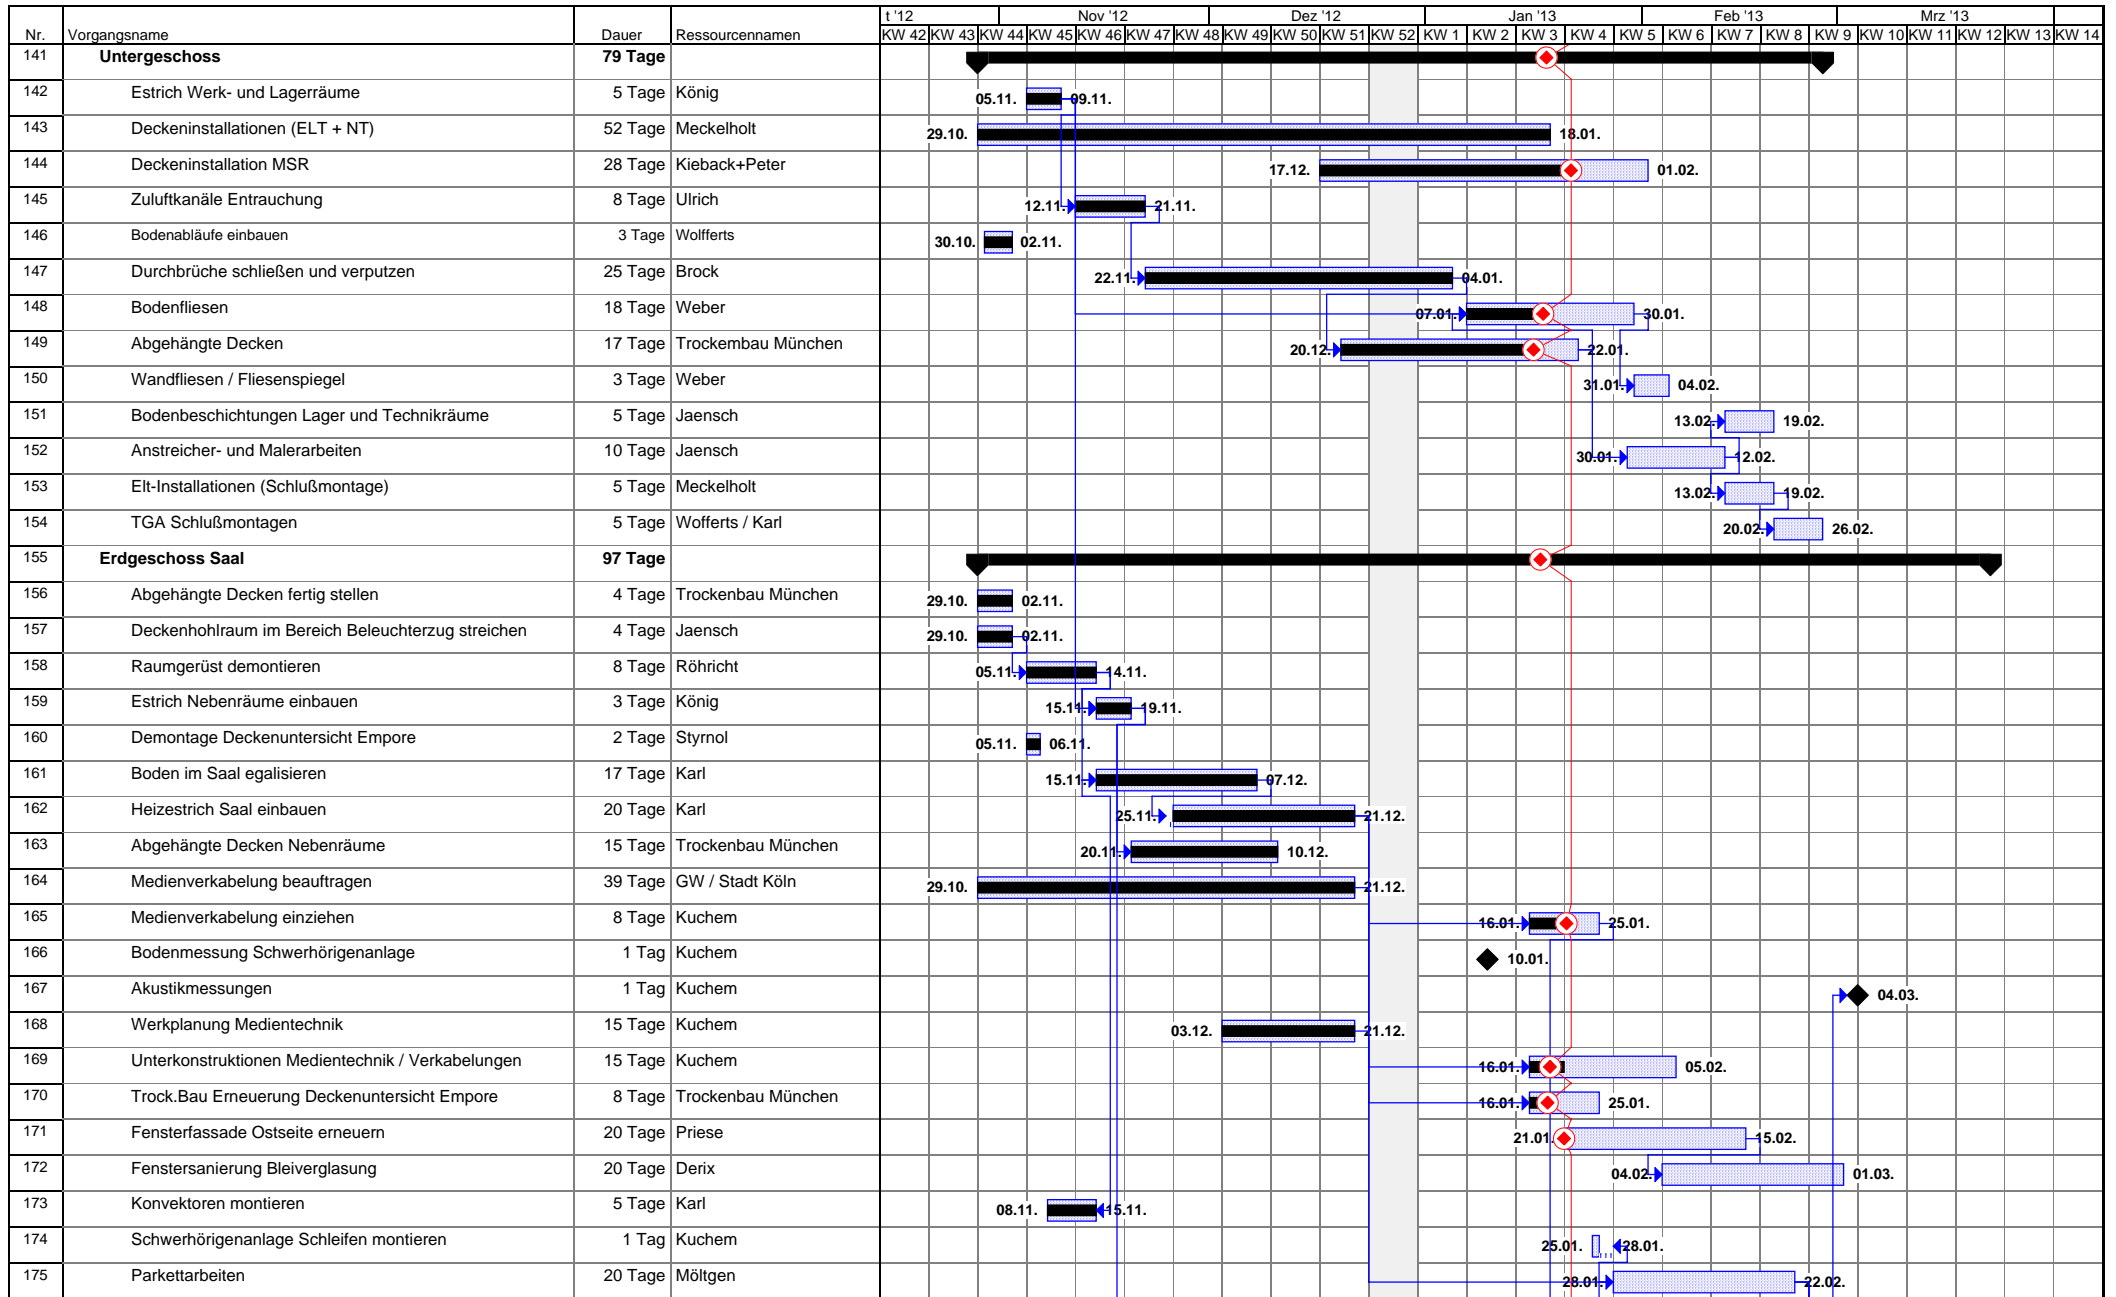 t '12 Nov '12 Dez '12 Jan '13 Feb '13 Mrz '13
Nr. Vorgangsname Dauer Ressourcennamen KW 42 KW 43 KW 44 KW 45 KW 46 KW 47 KW 48 KW 49 KW 50 KW 51 KW 52 KW 1 KW 2 KW 3 KW 4 KW 5 KW 6 KW 7 KW 8 KW 9 KW 10 KW 11 KW 12 KW 13 KW 14
141 Untergeschoss 79 Tage
142 Estrich Werk- und Lagerräume 5 Tage König 05.11. 09.11.
143 Deckeninstallationen (ELT + NT) 52 Tage Meckelholt 29.10. 18.01.
144 Deckeninstallation MSR 28 Tage Kieback+Peter 17.12. 01.02.
145 Zuluftkanäle Entrauchung 8 Tage Ulrich 12.11. 21.11.
146 Bodenabläufe einbauen 3 Tage Wolfferts 30.10. 02.11.
147 Durchbrüche schließen und verputzen 25 Tage Brock 22.11. 04.01.
148 Bodenfliesen 18 Tage Weber 07.01. 30.01.
149 Abgehängte Decken 17 Tage Trockembau München 20.12. 22.01.
150 Wandfliesen / Fliesenspiegel 3 Tage Weber 31.01. 04.02.
151 Bodenbeschichtungen Lager und Technikräume 5 Tage Jaensch 13.02. 19.02.
152 Anstreicher- und Malerarbeiten 10 Tage Jaensch 30.01. 12.02.
153 Elt-Installationen (Schlußmontage) 5 Tage Meckelholt 13.02. 19.02.
154 TGA Schlußmontagen 5 Tage Wofferts / Karl 20.02. 26.02.
155 Erdgeschoss Saal 97 Tage
156 Abgehängte Decken fertig stellen 4 Tage Trockenbau München 29.10. 02.11.
157 Deckenhohlraum im Bereich Beleuchterzug streichen 4 Tage Jaensch 29.10. 02.11.
158 Raumgerüst demontieren 8 Tage Röhricht 05.11. 14.11.
159 Estrich Nebenräume einbauen 3 Tage König 15.11. 19.11.
160 Demontage Deckenuntersicht Empore 2 Tage Styrnol 05.11. 06.11.
161 Boden im Saal egalisieren 17 Tage Karl 15.11. 07.12.
162 Heizestrich Saal einbauen 20 Tage Karl 25.11. 21.12.
163 Abgehängte Decken Nebenräume 15 Tage Trockenbau München 20.11. 10.12.
164 Medienverkabelung beauftragen 39 Tage GW / Stadt Köln 29.10. 21.12.
165 Medienverkabelung einziehen 8 Tage Kuchem 16.01. 25.01.
166 Bodenmessung Schwerhörigenanlage 1 Tag Kuchem 10.01.
167 Akustikmessungen 1 Tag Kuchem 04.03.
168 Werkplanung Medientechnik 15 Tage Kuchem 03.12. 21.12.
169 Unterkonstruktionen Medientechnik / Verkabelungen 15 Tage Kuchem 16.01. 05.02.
170 Trock.Bau Erneuerung Deckenuntersicht Empore 8 Tage Trockenbau München 16.01. 25.01.
171 Fensterfassade Ostseite erneuern 20 Tage Priese 21.01. 15.02.
172 Fenstersanierung Bleiverglasung 20 Tage Derix 04.02. 01.03.
173 Konvektoren montieren 5 Tage Karl 08.11. 15.11.
174 Schwerhörigenanlage Schleifen montieren 1 Tag Kuchem 25.01. 28.01.
175 Parkettarbeiten 20 Tage Möltgen 28.01. 22.02.